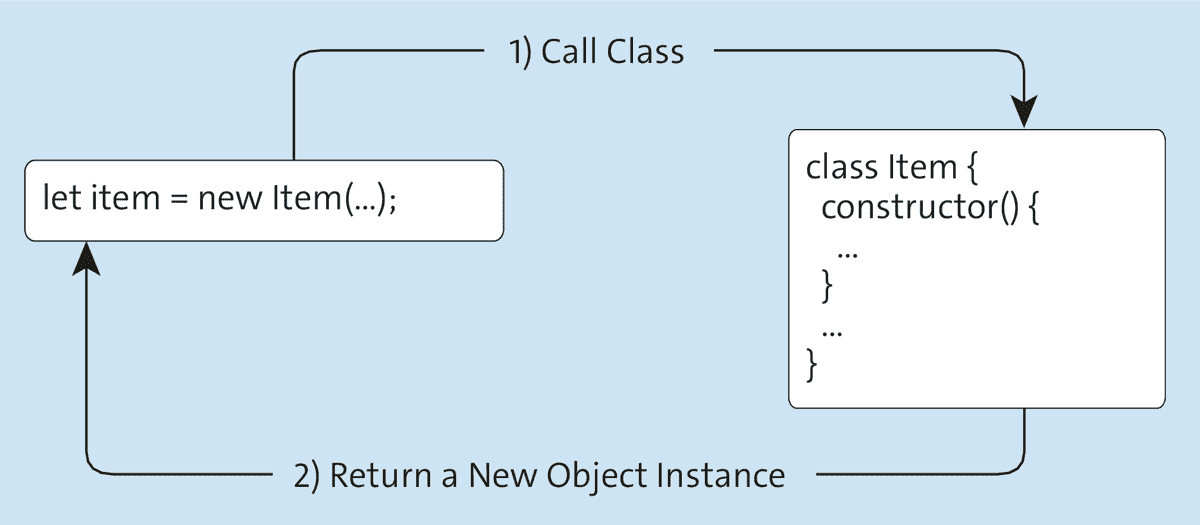 1) Call Class
let item = new Item(...);
class Item {
constructor() {
...
}
...
}
2) Return a New Object Instance